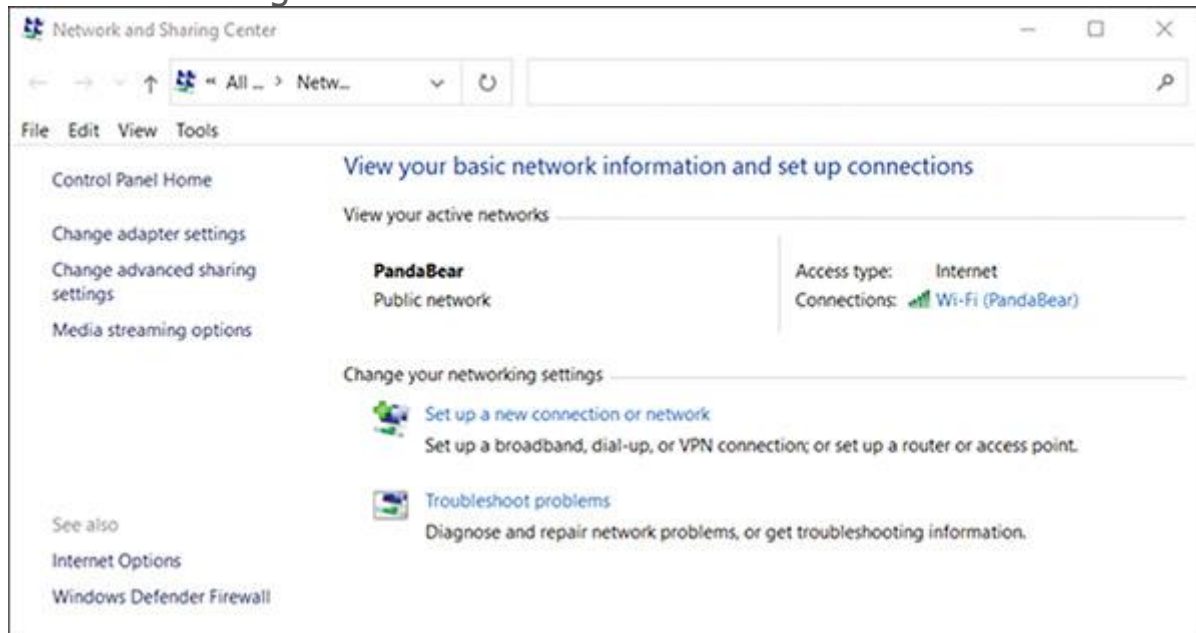 Network and Sharing Center
« All ... > Netw...
File Edit View Tools
Control Panel Home
Change adapter settings
Change advanced sharing
settings
Media streaming options
See also
Internet Options
Windows Defender Firewall
View your basic network information and set up connections
View your active networks
PandaBear
Public network
Access type: Internet
Connections: Wi-Fi (PandaBear)
Change your networking settings
Set up a new connection or network
Set up a broadband, dial-up, or VPN connection; or set up a router or access point.
Troubleshoot problems
Diagnose and repair network problems, or get troubleshooting information.